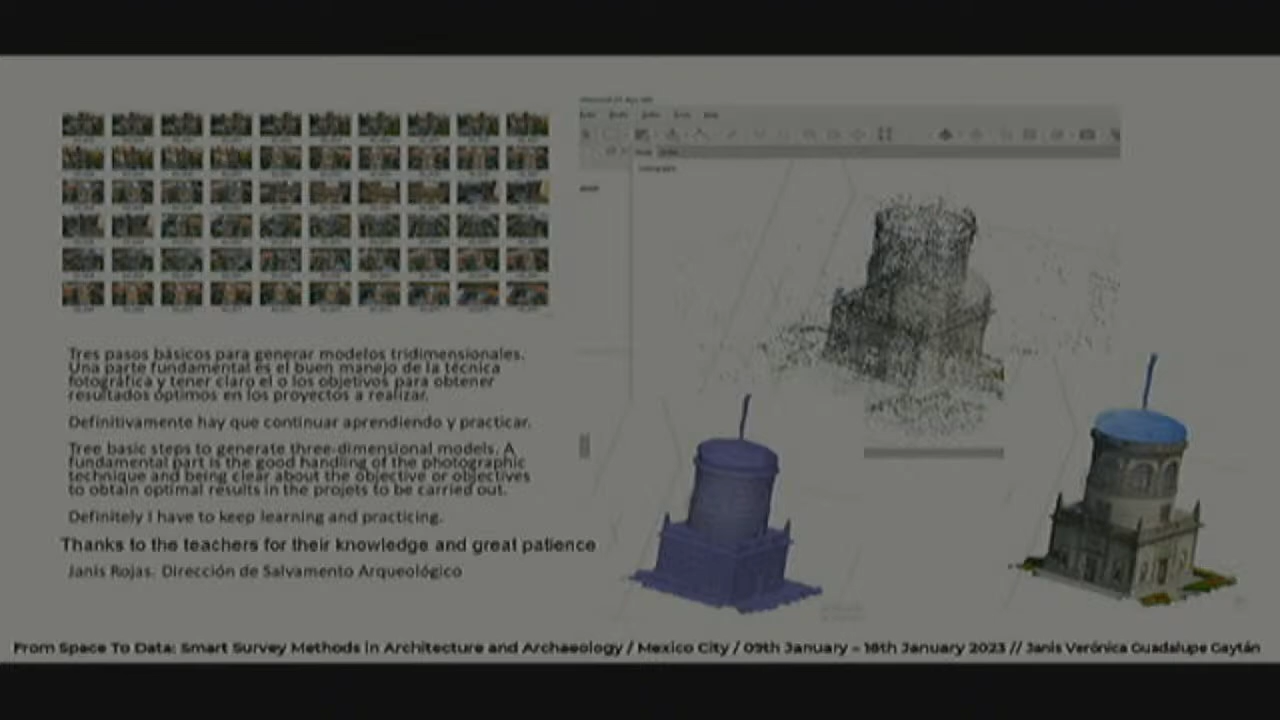 Tres pasos básicos para generar modelos tridimensionales.
Una parte fundamental es el buen manejo de la técnica
fotográfica y tener claro el o los objetivos para obtener
resultados óptimos en los proyectos a realizar.
Definitivamente hay que continuar aprendiendo y practicar.
Tree basic steps to generate three-dimensional models. A
fundamental part is the good handling of the photographic
technique and being clear about the objective or objectives
to obtain optimal results in the projets to be carried out.
Definitely I have to keep learning and practicing.
Thanks to the teachers for their knowledge and great patience
Janis Rojas. Dirección de Salvamento Arqueológico
From Space To Data: Smart Survey Methods in Architecture and Archaeology / Mexico City / 09th January - 18th January 2023 // Janis Verónica Guadalupe Gaytán